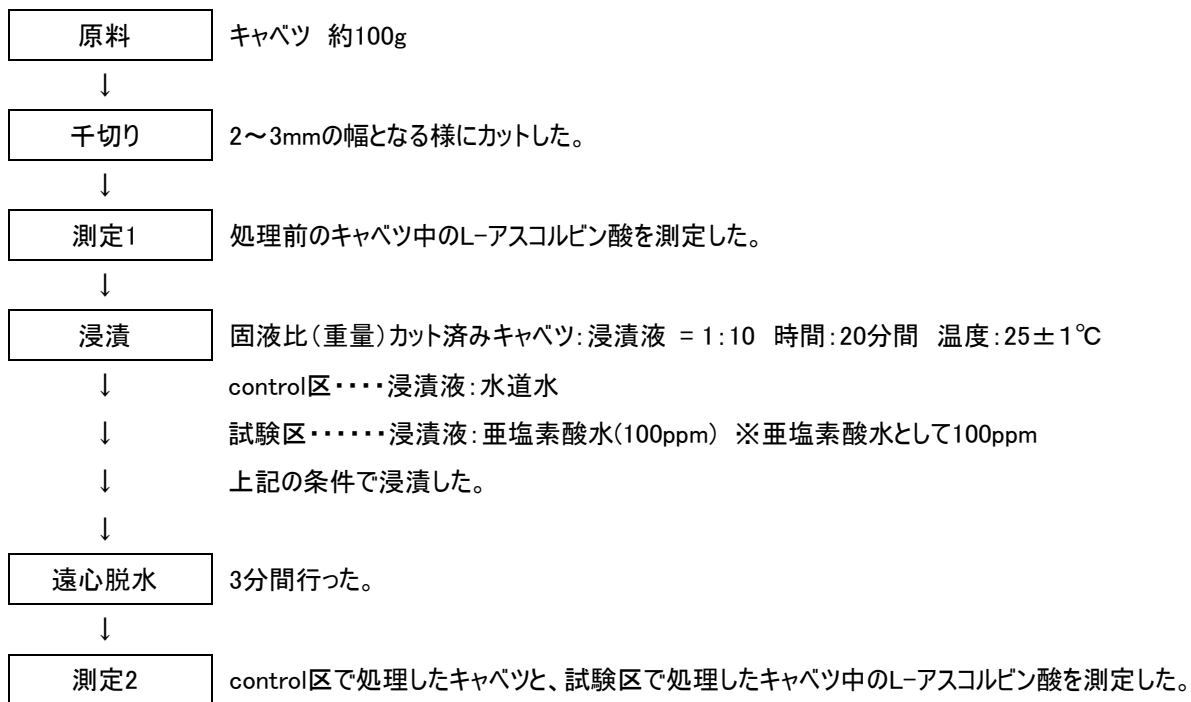 原料 キャベツ 約100g
↓
千切り 2~3mmの幅となる様にカットした。
↓
測定1 処理前のキャベツ中のL-アスコルビン酸を測定した。
↓
浸漬 固液比(重量)カット済みキャベツ:浸漬液 = 1:10 時間:20分間 温度:25±1℃
↓ control区・・・・浸漬液:水道水
↓ 試験区・・・・・・浸漬液:亜塩素酸水(100ppm) ※亜塩素酸水として100ppm
↓ 上記の条件で浸漬した。
↓
遠心脱水 3分間行った。
↓
測定2 control区で処理したキャベツと、試験区で処理したキャベツ中のL-アスコルビン酸を測定した。